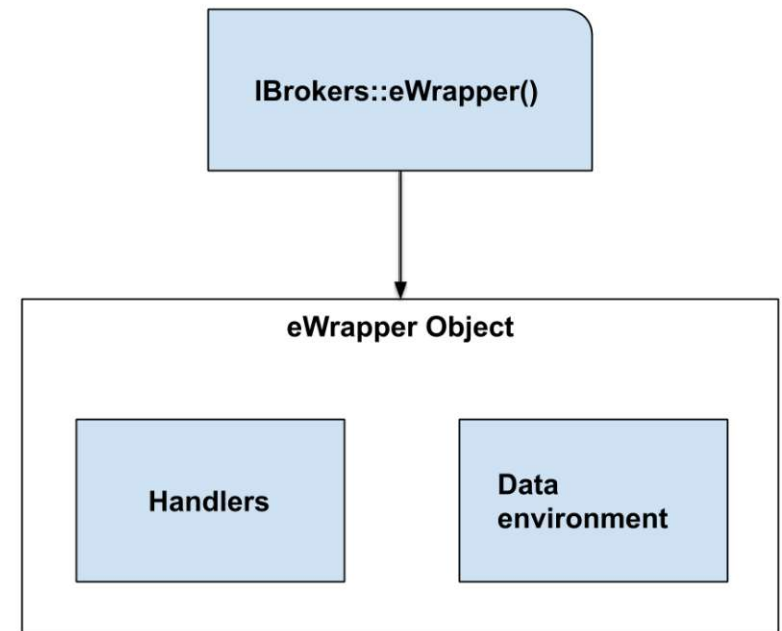 IBrokers::eWrapper()
eWrapper Object
Handlers
Data
environment